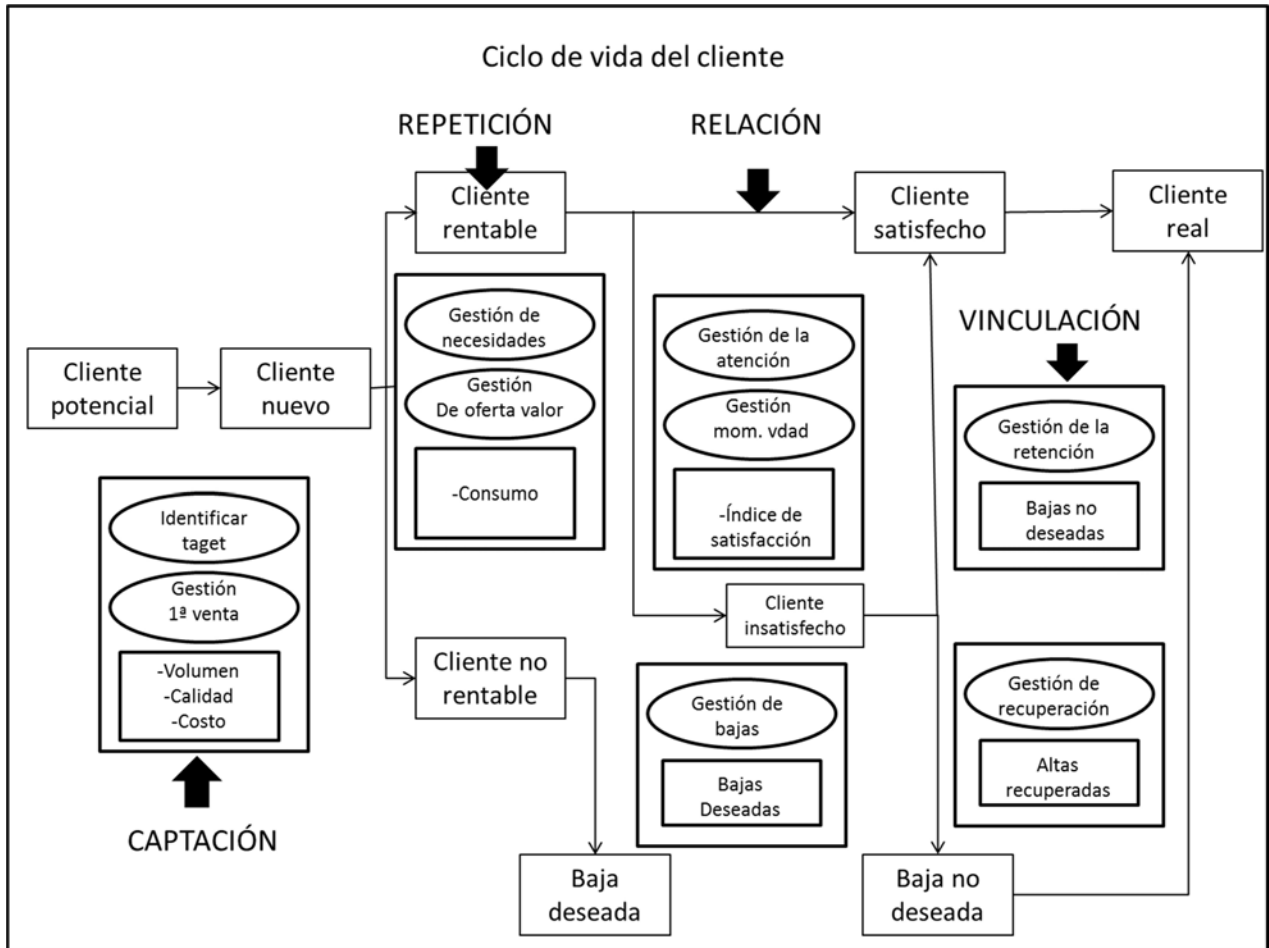 Ciclo de vida del cliente
REPETICIÓN
RELACIÓN
Cliente
rentable
Cliente
satisfecho
Cliente
real
Gestión de
necesidades
Gestión
De oferta valor
-Consumo
Gestión de la
atención
Gestión
mom. vdad
-Índice de
satisfacción
VINCULACIÓN
Gestión de la
retención
Bajas no
deseadas
Cliente
potencial
Cliente
nuevo
Identificar
taget
Gestión
1ª venta
-Volumen
-Calidad
-Costo
CAPTACIÓN
Cliente no
rentable
Cliente
insatisfecho
Gestión de
bajas
Bajas
Deseadas
Gestión de
recuperación
Altas
recuperadas
Baja
deseada
Baja no
deseada